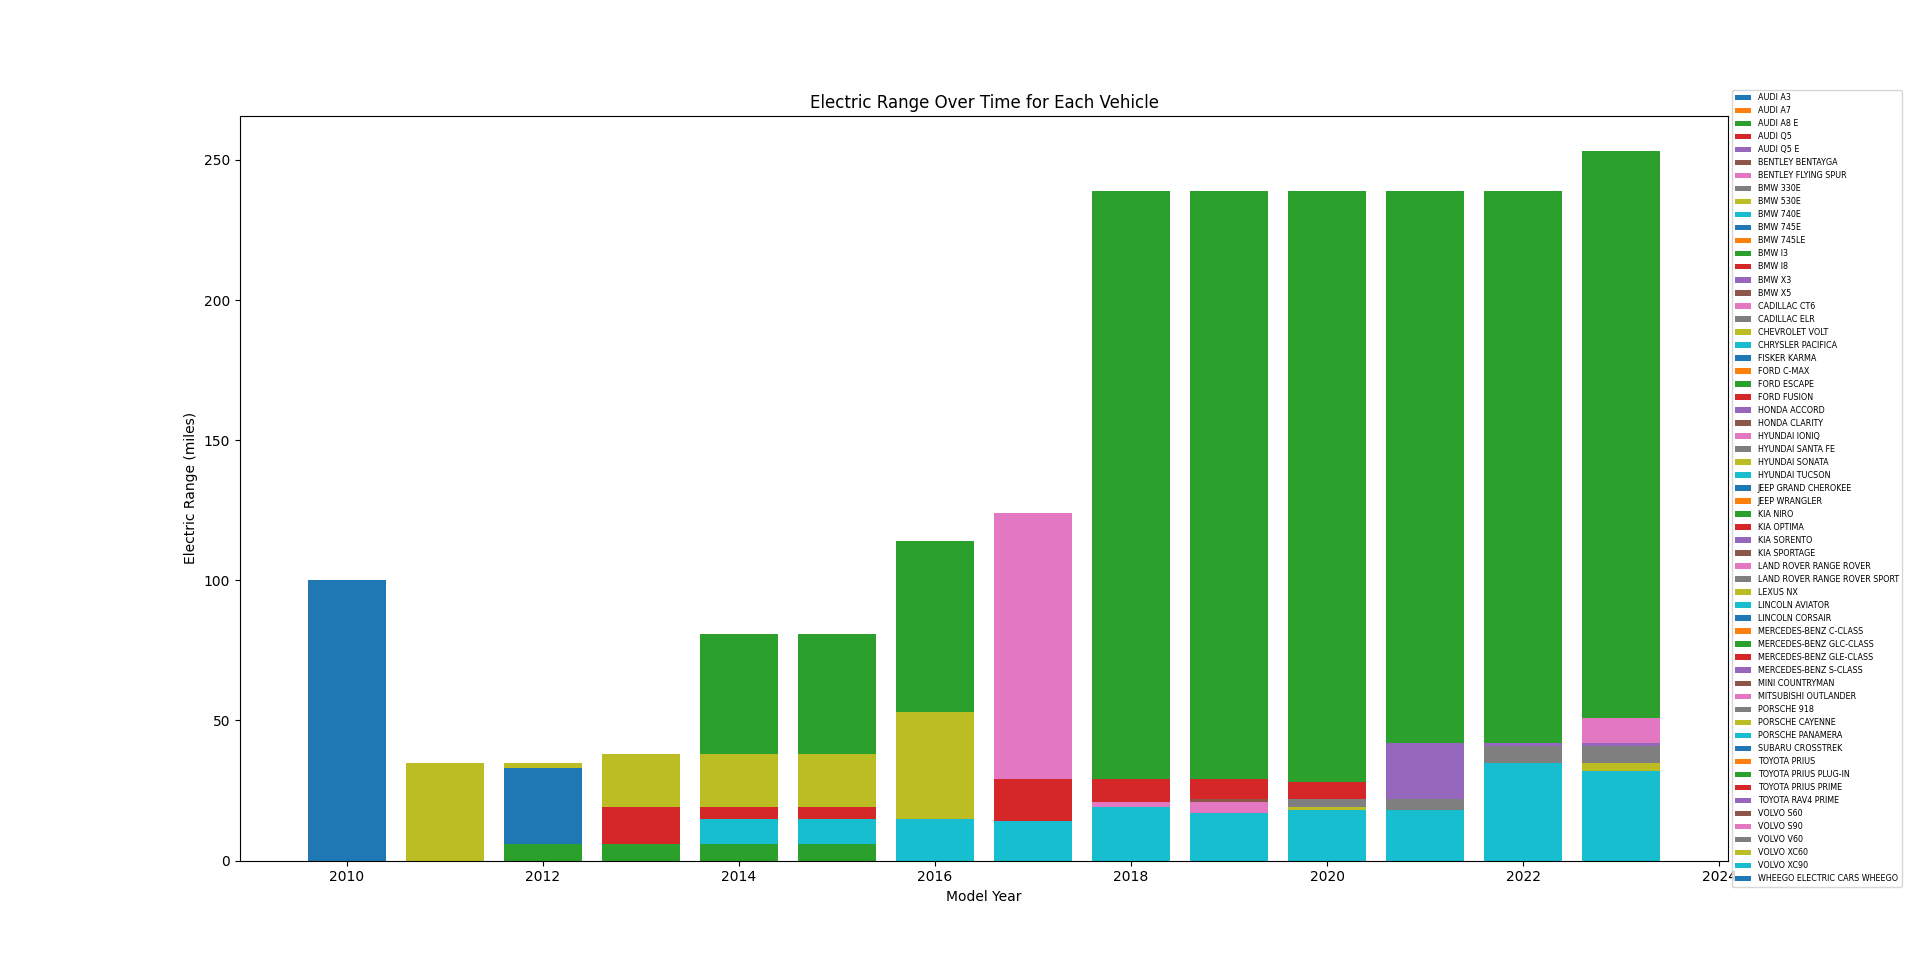 Electric Range Over Time for Each Vehicle
Electric Range (miles)
250
200
150
100
50
0
2010
2012
2014
2016
2018
2020
2022
2024
Model Year
AUDI A3
AUDI A7
AUDI A8 E
AUDI Q5
AUDI Q5 E
BENTLEY BENTAYGA
BENTLEY FLYING SPUR
BMW 330E
BMW 530E
BMW 740E
BMW 745E
BMW 745LE
BMW I3
BMW I8
BMW X3
BMW X5
CADILLAC CT6
CADILLAC ELR
CHEVROLET VOLT
CHRYSLER PACIFICA
FISKER KARMA
FORD C-MAX
FORD ESCAPE
FORD FUSION
HONDA ACCORD
HONDA CLARITY
HYUNDAI IONIQ
HYUNDAI SANTA FE
HYUNDAI SONATA
HYUNDAI TUCSON
JEEP GRAND CHEROKEE
JEEP WRANGLER
KIA NIRO
KIA OPTIMA
KIA SORENTO
KIA SPORTAGE
LAND ROVER RANGE ROVER
LAND ROVER RANGE ROVER SPORT
LEXUS NX
LINCOLN AVIATOR
LINCOLN CORSAIR
MERCEDES-BENZ C-CLASS
MERCEDES-BENZ GLC-CLASS
MERCEDES-BENZ GLE-CLASS
MERCEDES-BENZ S-CLASS
MINI COUNTRYMAN
MITSUBISHI OUTLANDER
PORSCHE 918
PORSCHE CAYENNE
PORSCHE PANAMERA
SUBARU CROSSTREK
TOYOTA PRIUS
TOYOTA PRIUS PLUG-IN
TOYOTA PRIUS PRIME
TOYOTA RAV4 PRIME
VOLVO S60
VOLVO S90
VOLVO V60
VOLVO XC60
VOLVO XC90
WHEEGO ELECTRIC CARS WHEEGO